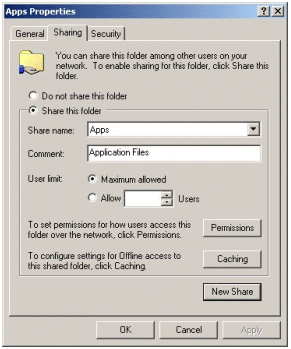 Apps Properties
General
Sharing
Security
You can share this folder among other users on your
network. To enable sharing for this folder, click Share this
folder.
Do not share this folder
Share this folder
Share name:
Apps
Comment:
Application Files
User limit:
Maximum allowed
Allow
Users
To set permissions for how users access this
folder over the network, click Permissions.
Permissions
To configure settings for Offline access to
this shared folder, click Caching.
Caching
New Share
OK
Cancel
Apply